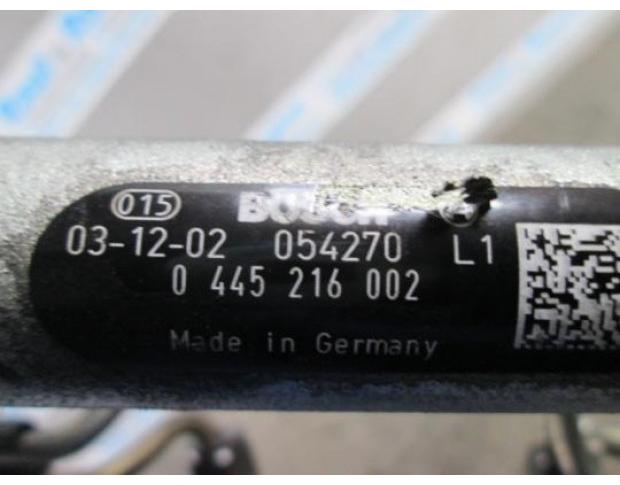 015 BOSCH
03-12-02 054270 L1
0 445 216 002
Made in Germany